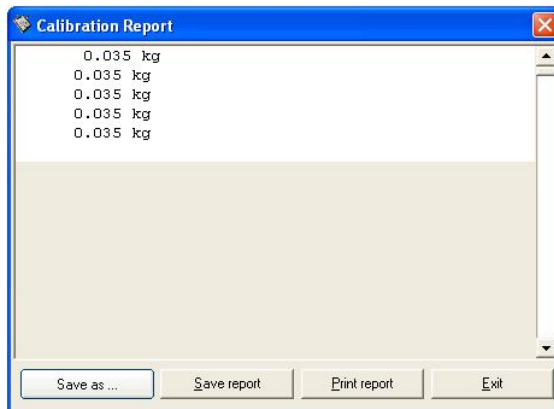 Calibration Report
0.035 kg
0.035 kg
0.035 kg
0.035 kg
0.035 kg
Save as ...
Save report
Print report
Exit